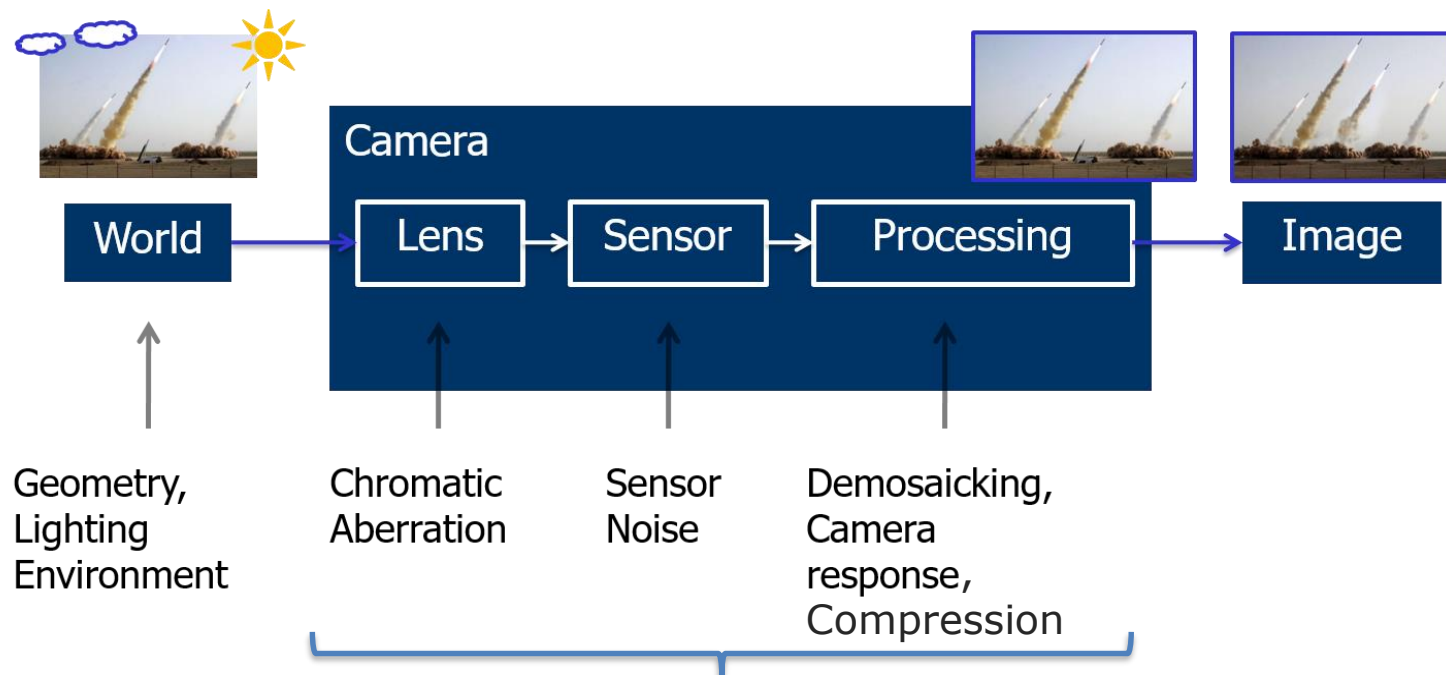 Camera
World
Lens
Sensor
Processing
Image
Geometry,
Lighting
Environment
Chromatic
Aberration
Sensor
Noise
Demosaicking,
Camera
response,
Compression